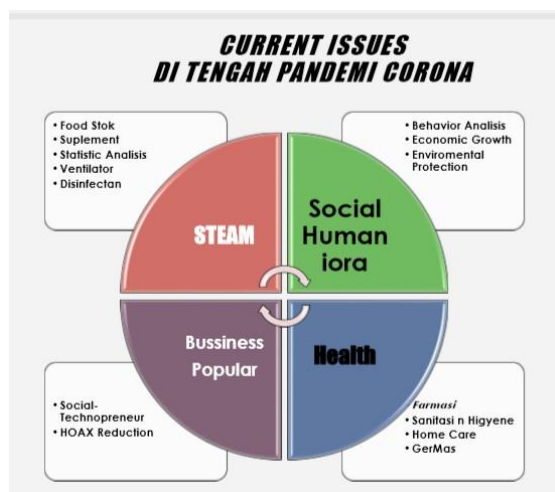 CURRENT ISSUES
DI TENGAH PANDEMI CORONA
• Food Stok
• Suplement
• Statistic Analisis
• Ventilator
• Disinfectan
• Behavior Analisis
• Economic Growth
• Enviromental
Protection
STEAM
Social
Human
iora
Bussiness
Popular
Health
• Social-
Technopreneur
• HOAX Reduction
Farmasi
• Sanitasi n Higyene
• Home Care
• GerMas